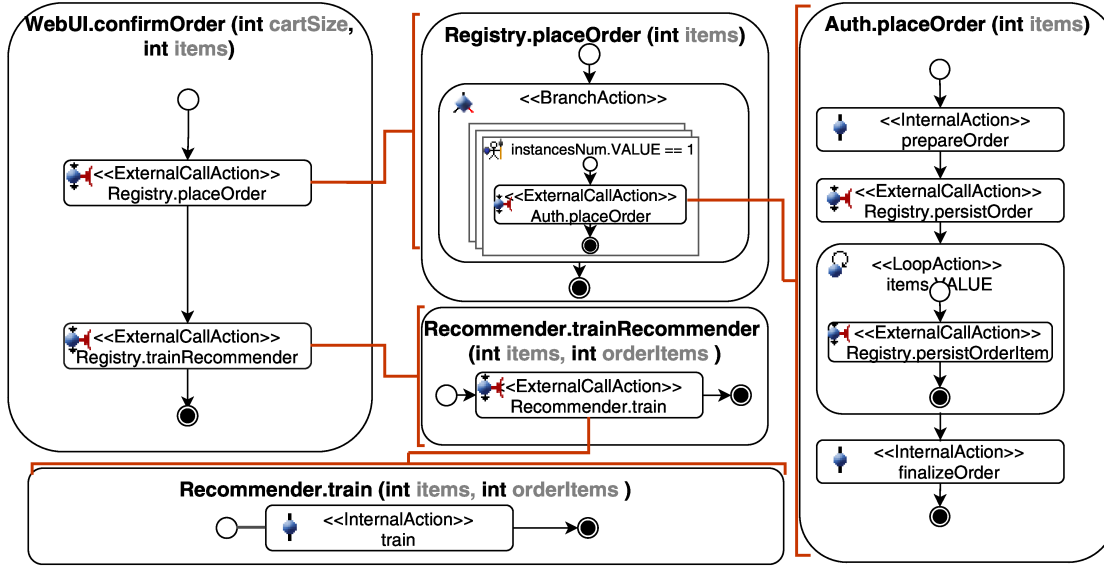 WebUI.confirmOrder (int cartSize,
int items)
<<ExternalCallAction>>
Registry.placeOrder
<<ExternalCallAction>>
Registry.trainRecommender
Registry.placeOrder (int items)
<<BranchAction>>
instancesNum.VALUE == 1
<<ExternalCallAction>>
Auth.placeOrder
Recommender.trainRecommender
(int items, int orderItems )
<<ExternalCallAction>>
Recommender.train
Recommender.train (int items, int orderItems )
<<InternalAction>>
train
Auth.placeOrder (int items)
<<InternalAction>>
prepareOrder
<<ExternalCallAction>>
Registry.persistOrder
<<LoopAction>>
items.VALUE
<<ExternalCallAction>>
Registry.persistOrderItem
<<InternalAction>>
finalizeOrder